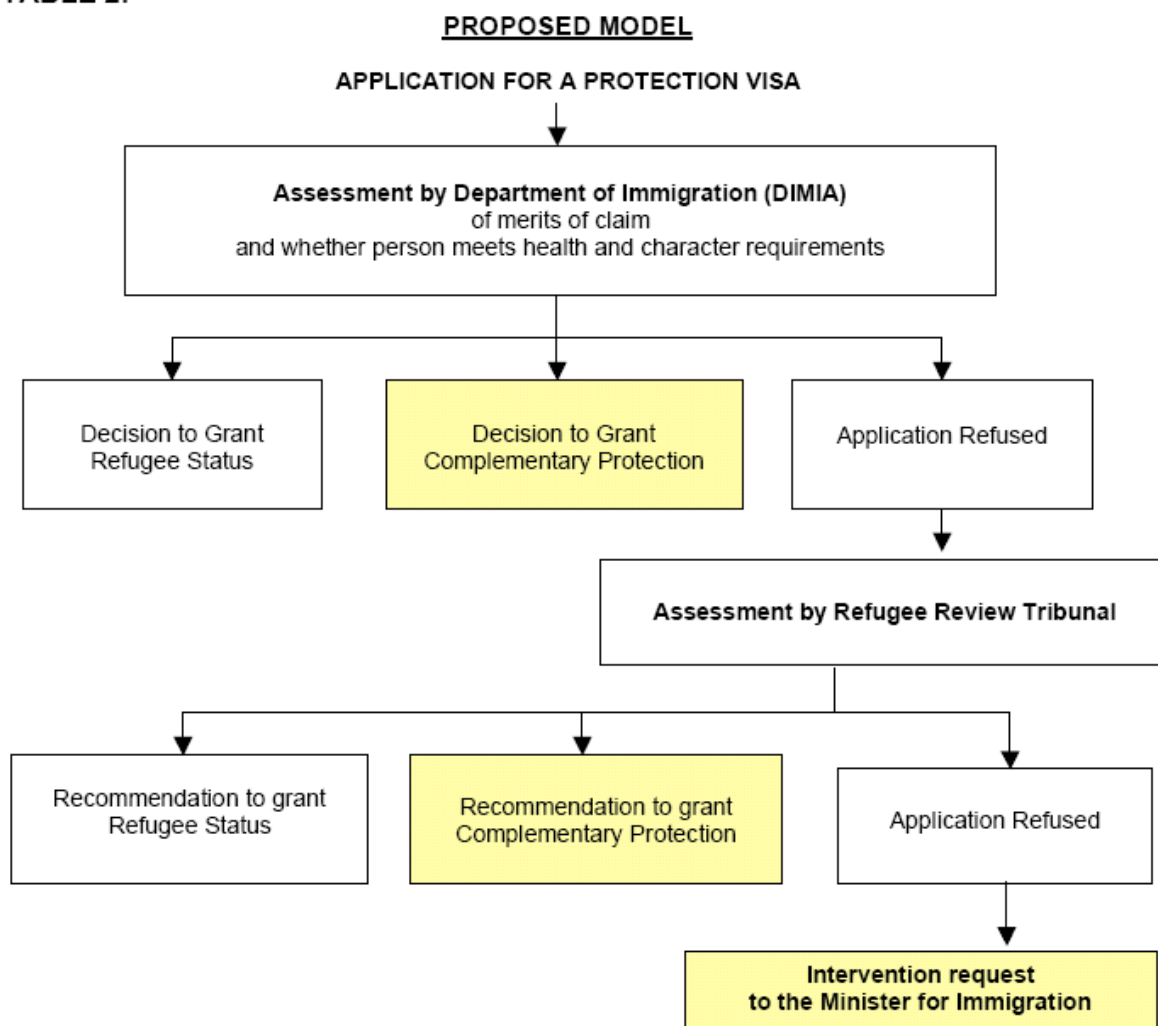 TABLE 2:
PROPOSED MODEL
APPLICATION FOR A PROTECTION VISA
Assessment by Department of Immigration (DIMIA)
of merits of claim
and whether person meets health and character requirements
Decision to Grant
Refugee Status
Decision to Grant
Complementary Protection
Application Refused
Assessment by Refugee Review Tribunal
Recommendation to grant
Refugee Status
Recommendation to grant
Complementary Protection
Application Refused
Intervention request
to the Minister for Immigration